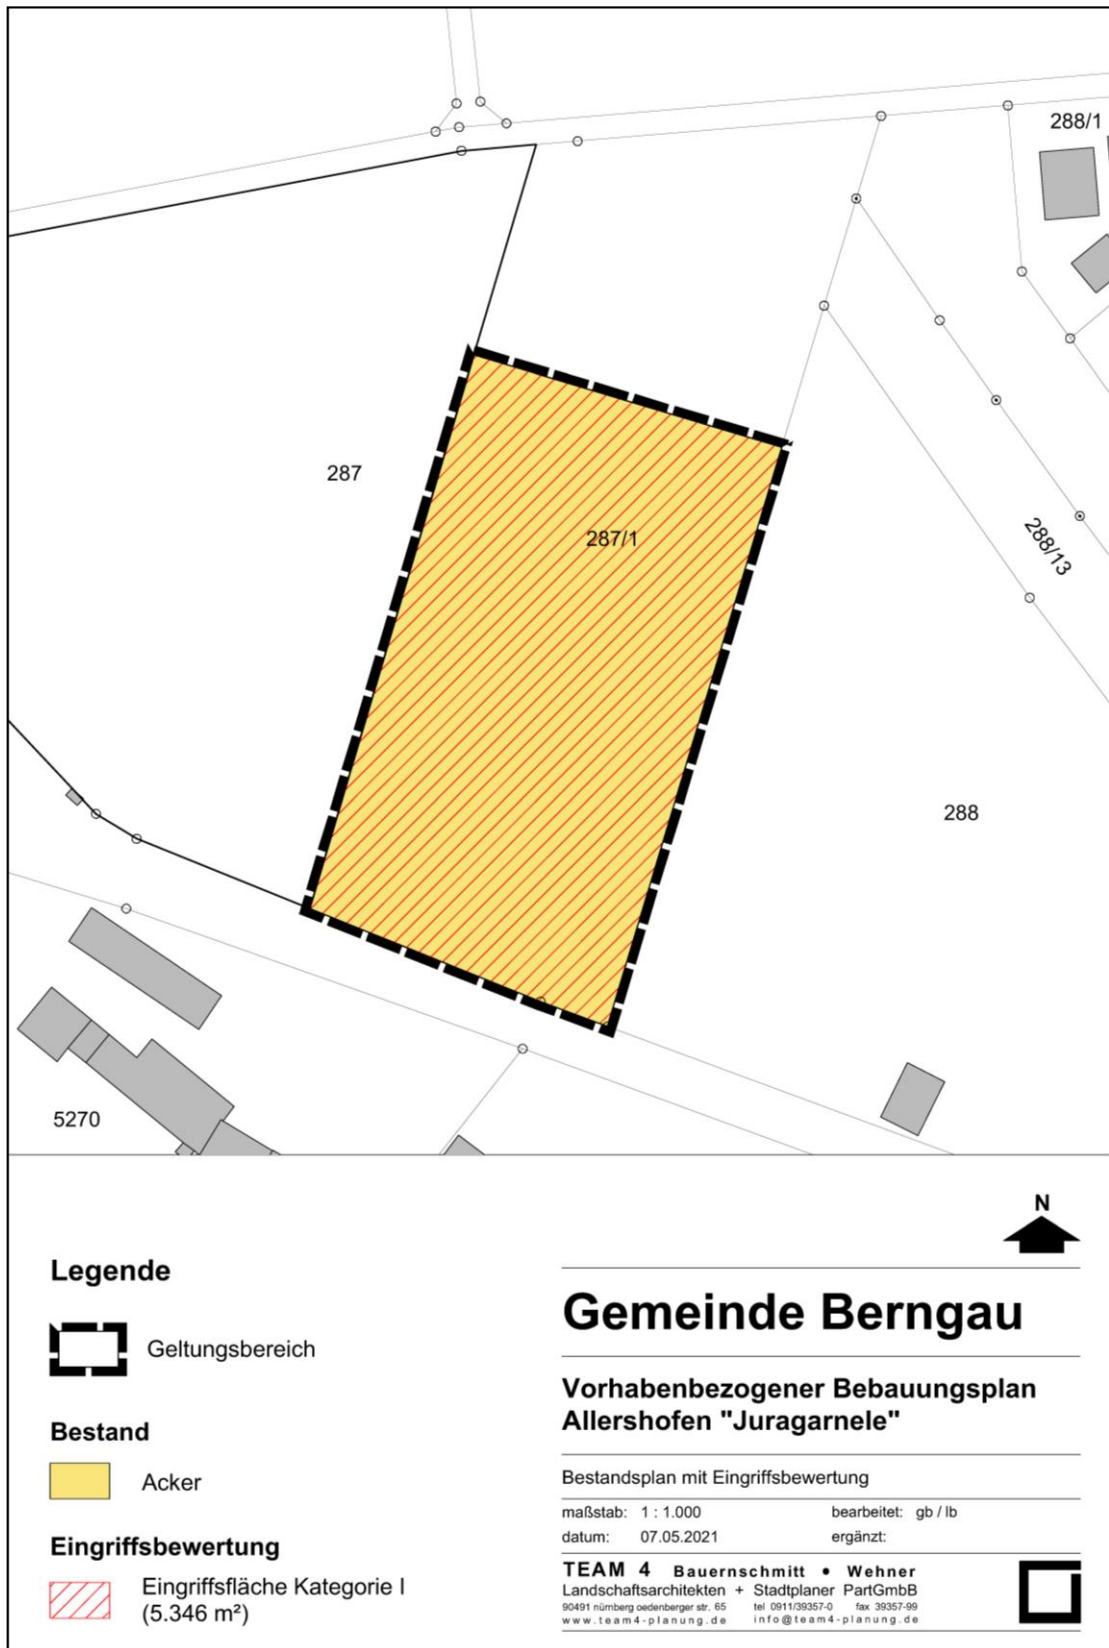 288/1
287
287/1
288/13
288
5270
N
Legende
Geltungsbereich
Bestand
Acker
Eingriffsbewertung
Eingriffsfläche Kategorie I
(5.346 m²)
Gemeinde Berngau
Vorhabenbezogener Bebauungsplan
Allershofen "Juragarnele"
Bestandsplan mit Eingriffsbewertung
maßstab: 1 : 1.000 bearbeitet: gb / lb
datum: 07.05.2021 ergänzt:
TEAM 4 Bauernschmitt • Wehner
Landschaftsarchitekten + Stadtplaner PartGmbB
90491 nürnberg oedenberger str. 65 tel 0911/39357-0 fax 39357-99
www.team4-planung.de info@team4-planung.de